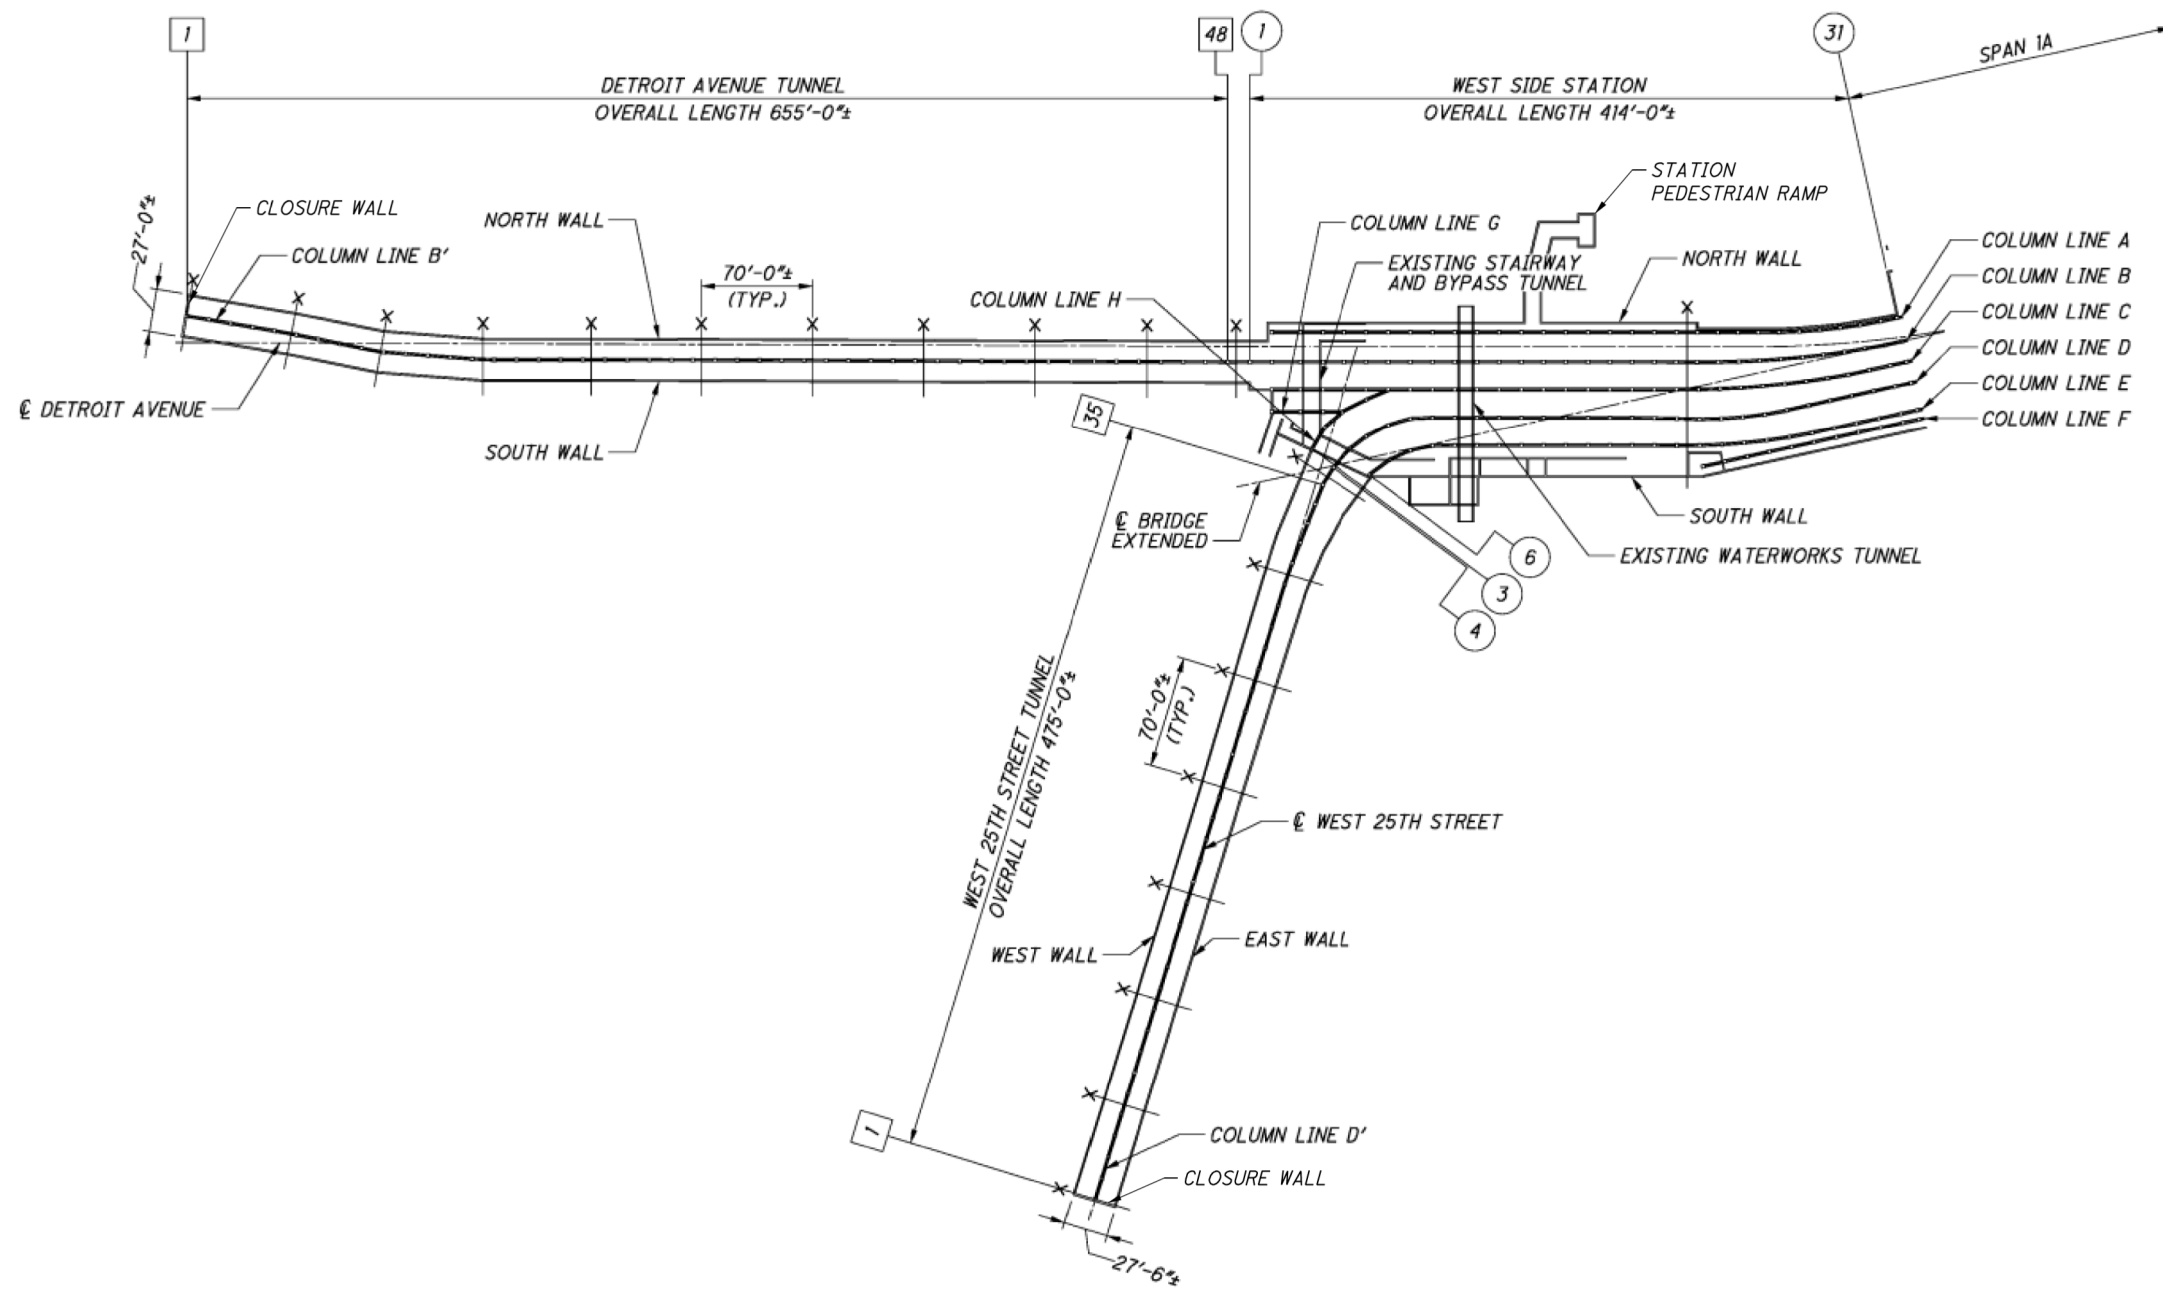 1
48
1
31
SPAN 1A
DETROIT AVENUE TUNNEL
OVERALL LENGTH 655'-0"±
WEST SIDE STATION
OVERALL LENGTH 414'-0"±
STATION
PEDESTRIAN RAMP
27'-0"±
CLOSURE WALL
NORTH WALL
COLUMN LINE G
COLUMN LINE A
COLUMN LINE B'
70'-0"±
(TYP.)
EXISTING STAIRWAY
AND BYPASS TUNNEL
NORTH WALL
COLUMN LINE B
COLUMN LINE H
COLUMN LINE C
COLUMN LINE D
COLUMN LINE E
COLUMN LINE F
℄ DETROIT AVENUE
35
SOUTH WALL
℄ BRIDGE
EXTENDED
SOUTH WALL
EXISTING WATERWORKS TUNNEL
6
3
4
WEST 25TH STREET TUNNEL
OVERALL LENGTH 475'-0"±
70'-0"±
(TYP.)
℄ WEST 25TH STREET
WEST WALL
EAST WALL
1
COLUMN LINE D'
CLOSURE WALL
27'-6"±